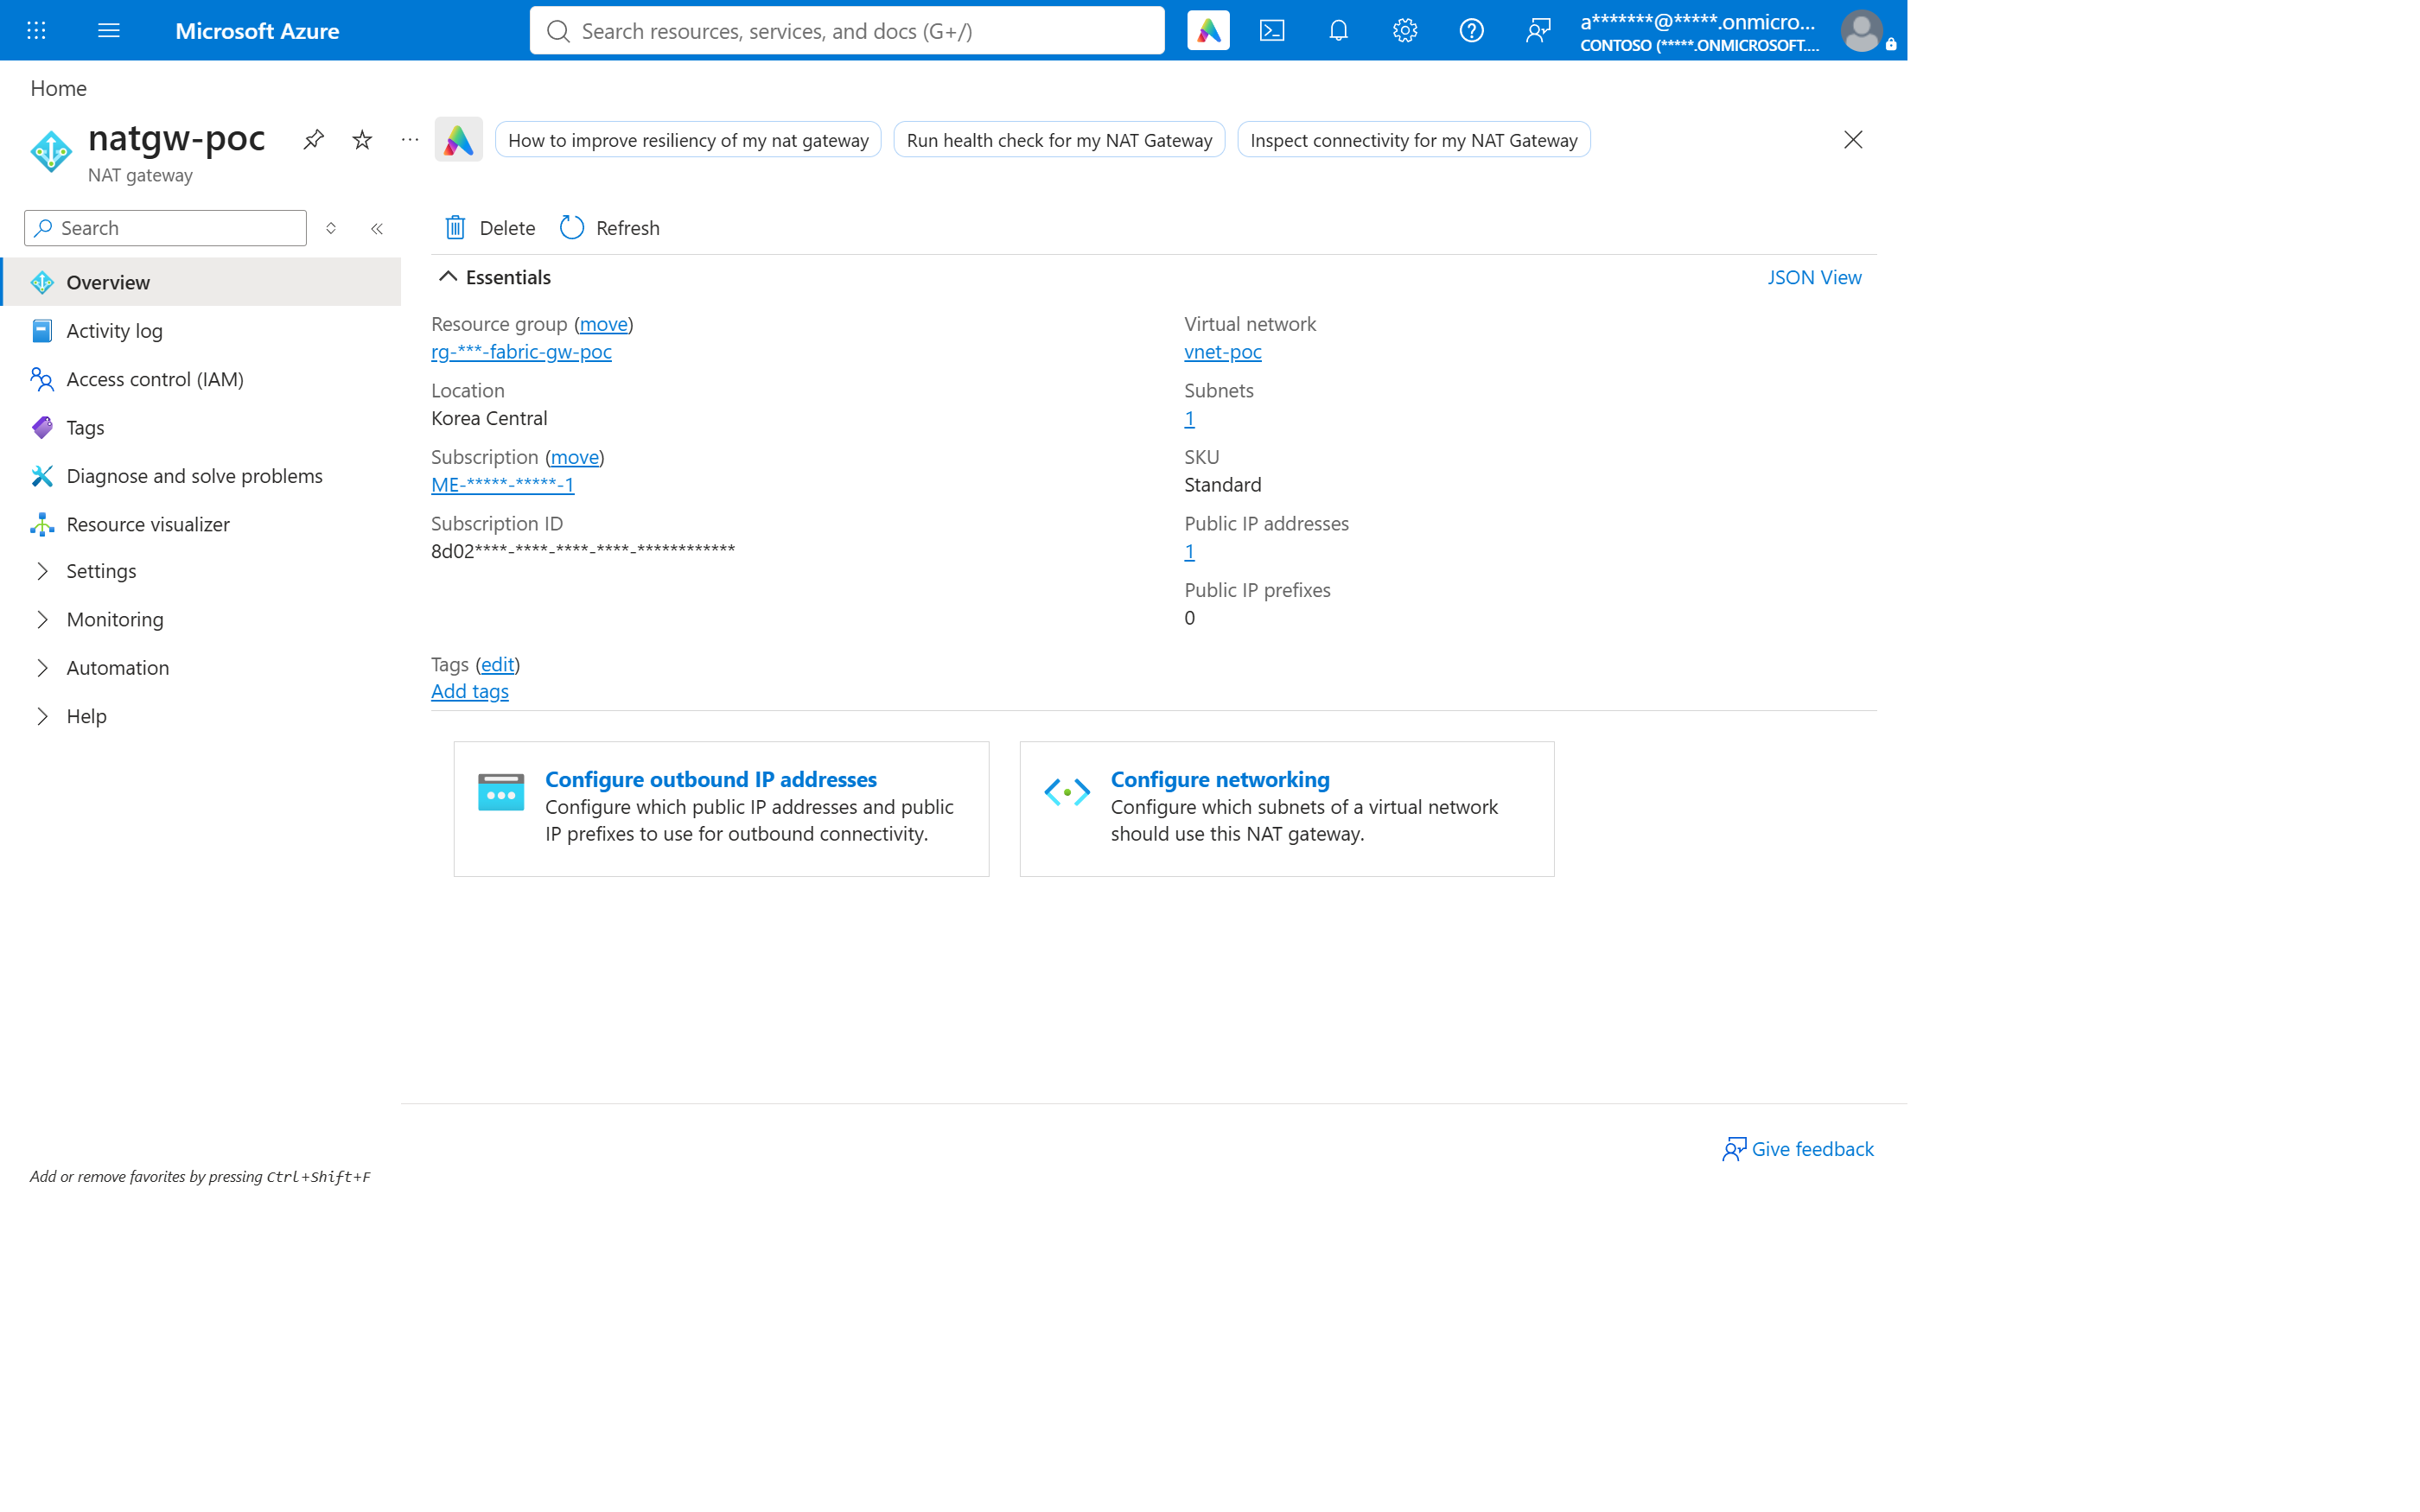 Microsoft Azure
Search resources, services, and docs (G+/)
a*******@*****.onmicro...
CONTOSO (*****.ONMICROSOFT....
Home
natgw-poc
NAT gateway
How to improve resiliency of my nat gateway
Run health check for my NAT Gateway
Inspect connectivity for my NAT Gateway
Search
Overview
Activity log
Access control (IAM)
Tags
Diagnose and solve problems
Resource visualizer
Settings
Monitoring
Automation
Help
Delete
Refresh
Essentials
JSON View
Resource group (move)
rg-***-fabric-gw-poc
Location
Korea Central
Subscription (move)
ME-*****-*****-1
Subscription ID
8d02****-****-****-****-************
Virtual network
vnet-poc
Subnets
1
SKU
Standard
Public IP addresses
1
Public IP prefixes
0
Tags (edit)
Add tags
Configure outbound IP addresses
Configure which public IP addresses and public
IP prefixes to use for outbound connectivity.
Configure networking
Configure which subnets of a virtual network
should use this NAT gateway.
Give feedback
Add or remove favorites by pressing Ctrl+Shift+F